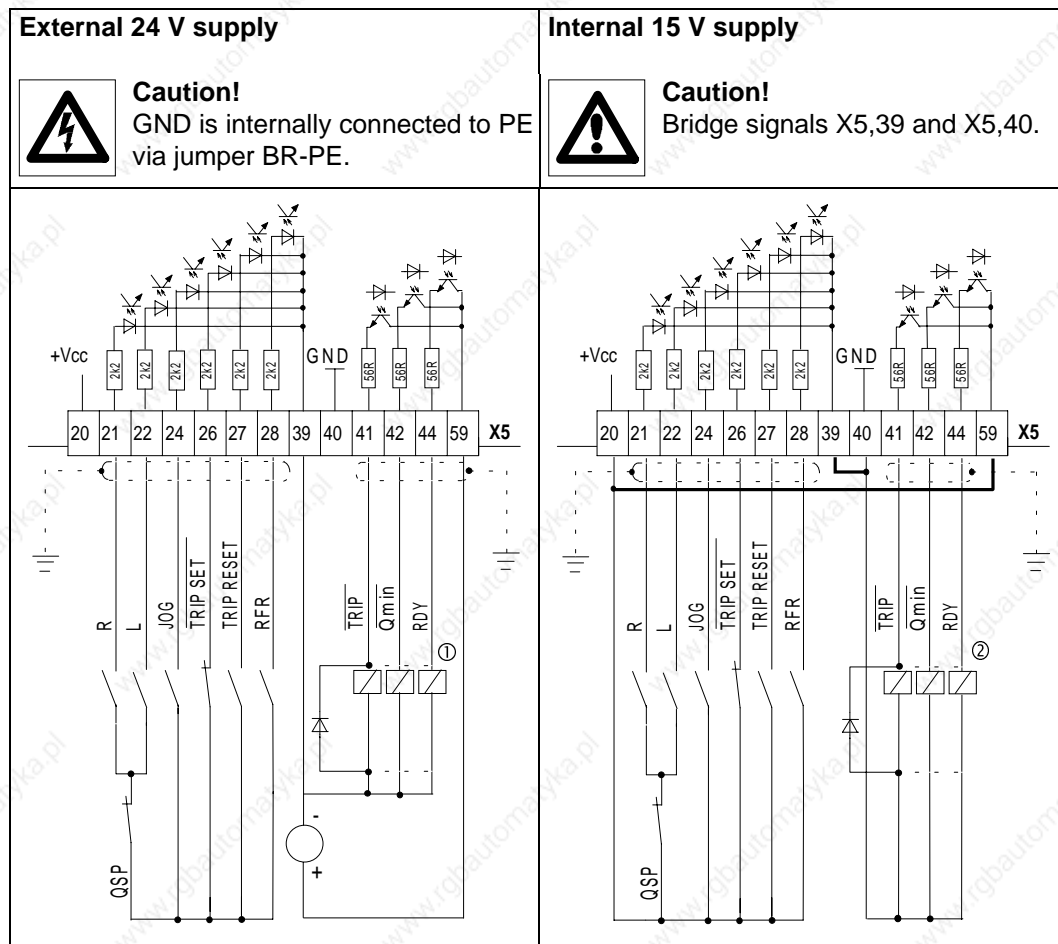 External 24 V supply
Caution!
GND is internally connected to PE
via jumper BR-PE.
+Vcc
2k2 2k2 2k2 2k2 2k2 2k2
GND
56R 56R 56R
20 21 22 24 26 27 28 39 40 41 42 44 59 X5
R
L
JOG
TRIP SET
TRIP RESET
RFR
TRIP
Qmin
RDY
①
-
+
QSP
Internal 15 V supply
Caution!
Bridge signals X5,39 and X5,40.
+Vcc
2k2 2k2 2k2 2k2 2k2 2k2
GND
56R 56R 56R
20 21 22 24 26 27 28 39 40 41 42 44 59 X5
R
L
JOG
TRIP SET
TRIP RESET
RFR
TRIP
Qmin
RDY
②
QSP
www.rgbautomatyka.pl